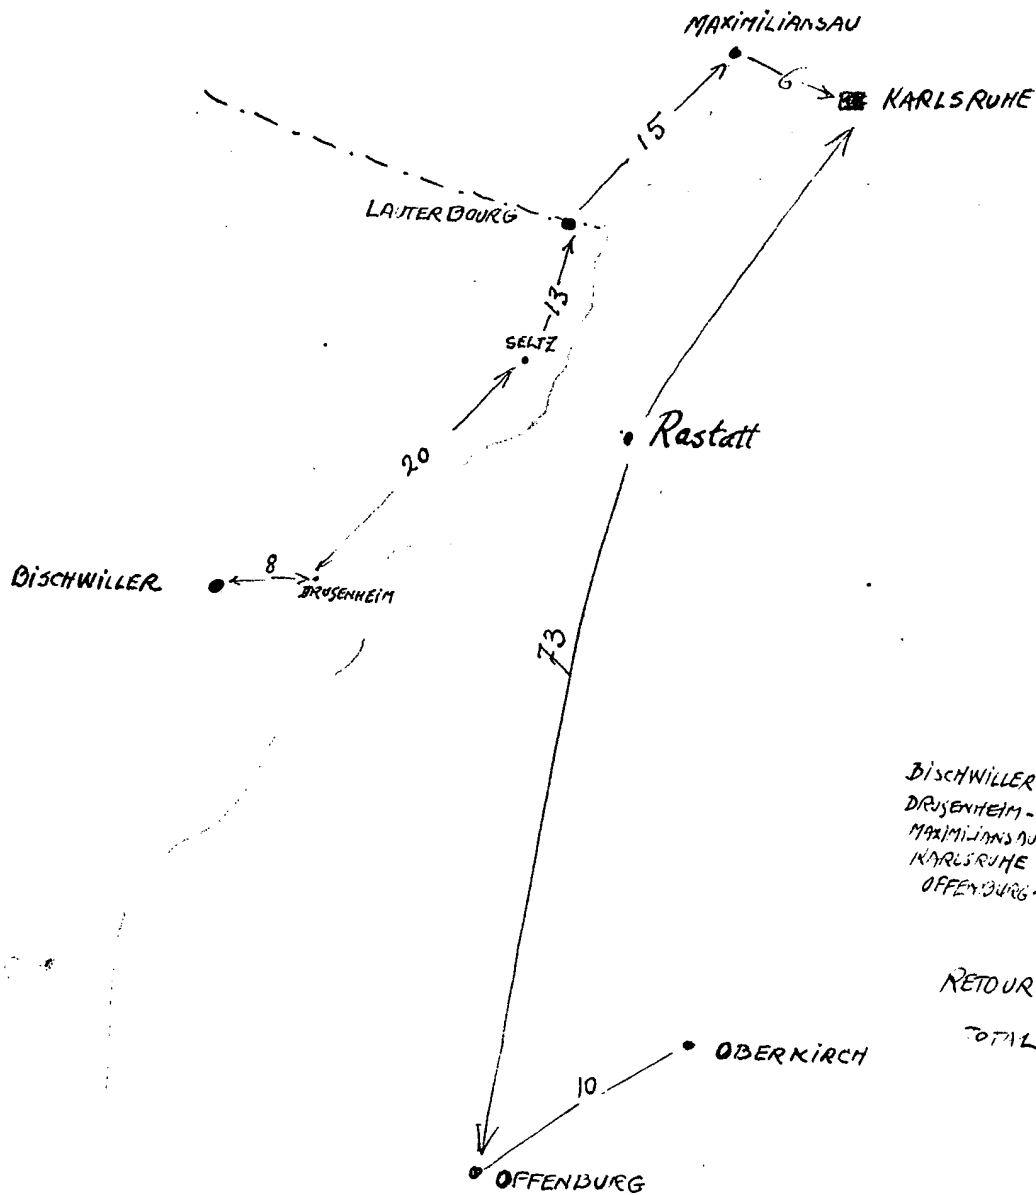 MAXIMILIANSAU
6
KARLSRUHE
15
LAUTERBOURG
13
SELTZ
Rastatt
20
8
BISCHWILLER
DRUSENHEIM
73
BISCHWILLER
DRUSENHEIM-
MAXIMILIANSAU
KARLSRUHE
OFFENBURG-
RETOUR
TOTAL
OBERKIRCH
10
OFFENBURG